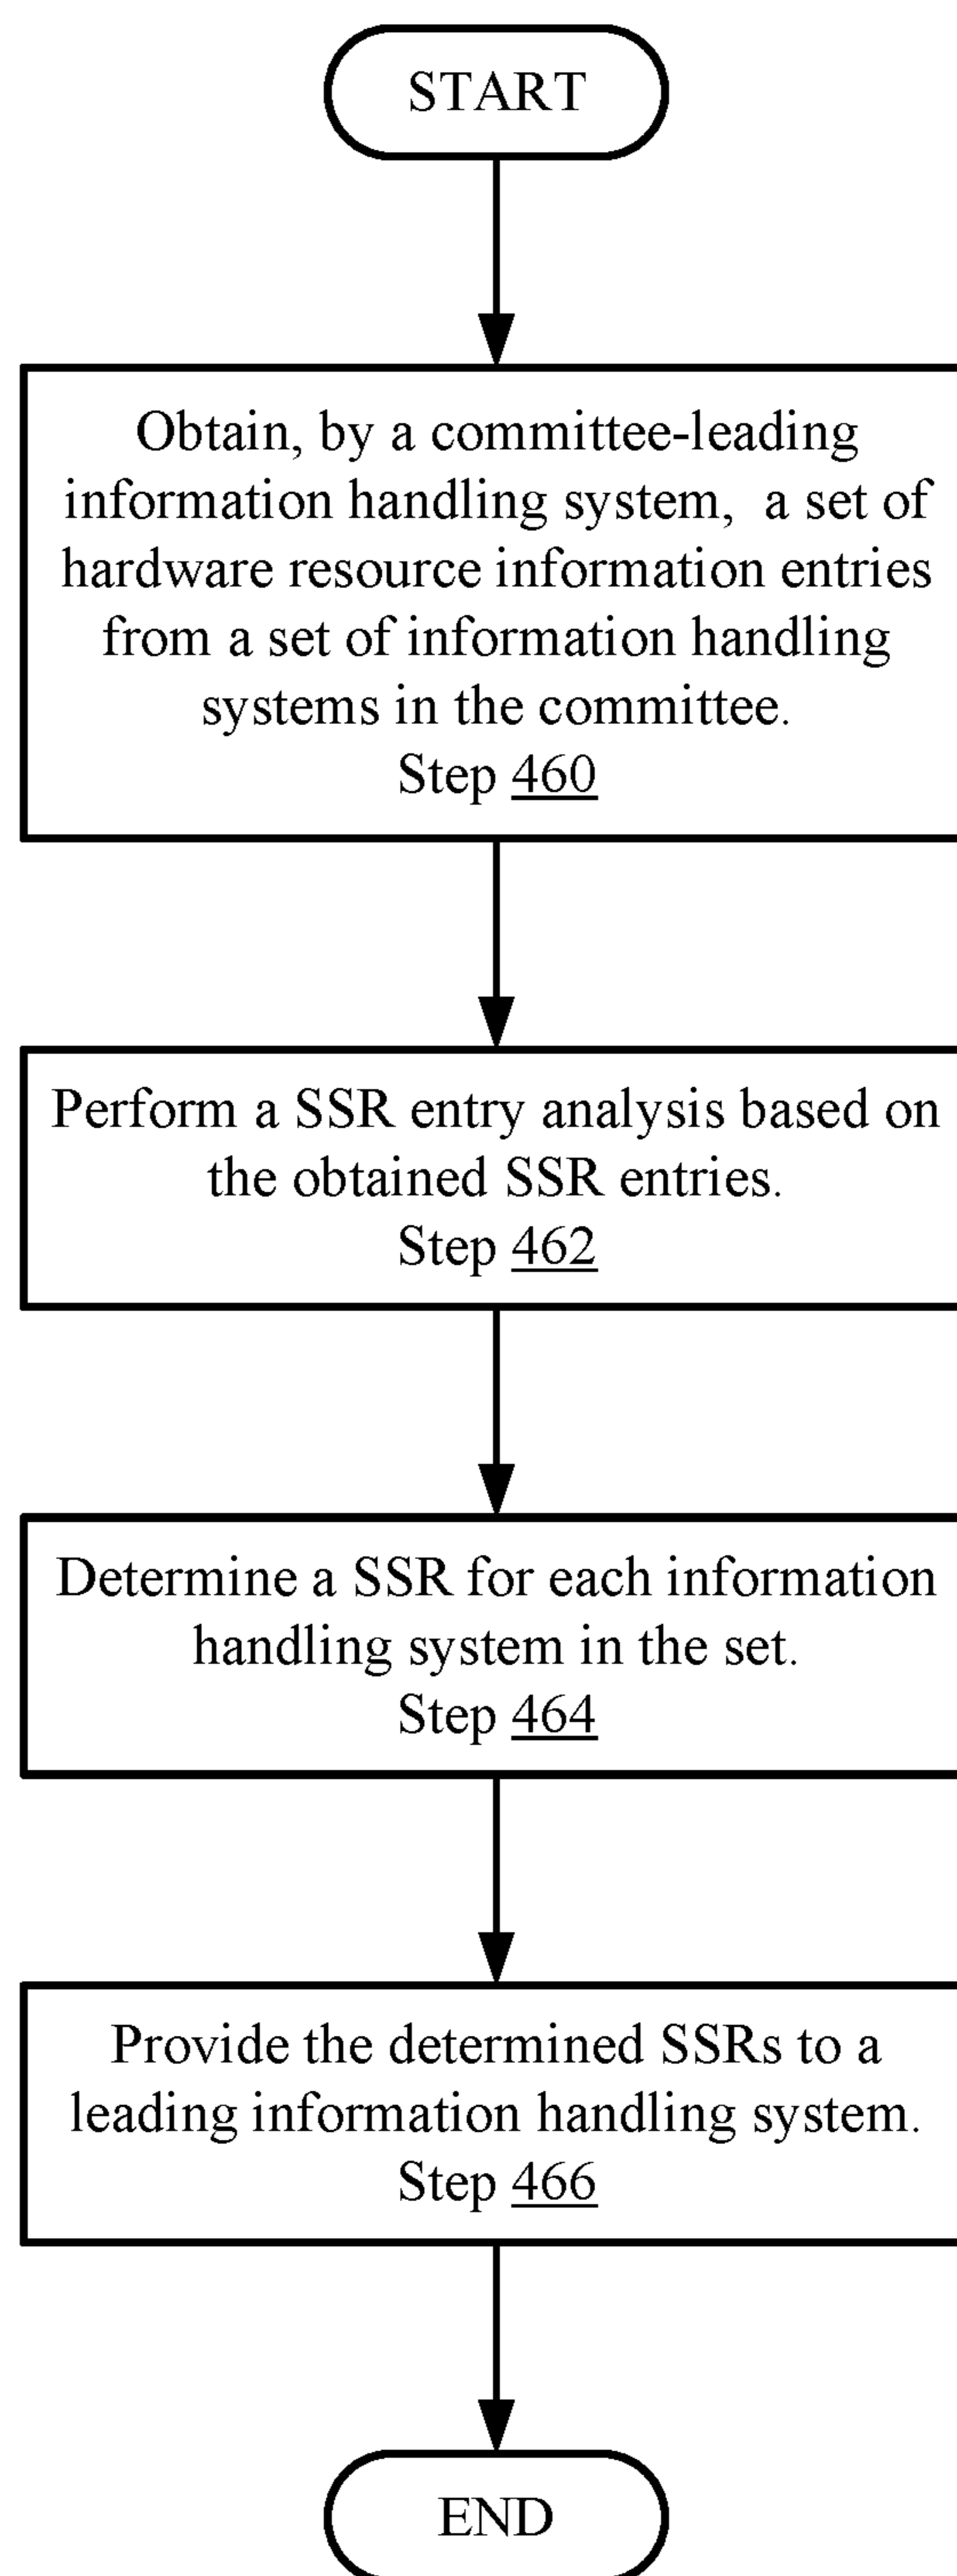 START
Obtain, by a committee-leading
information handling system, a set of
hardware resource information entries
from a set of information handling
systems in the committee.
Step 460
Perform a SSR entry analysis based on
the obtained SSR entries.
Step 462
Determine a SSR for each information
handling system in the set.
Step 464
Provide the determined SSRs to a
leading information handling system.
Step 466
END